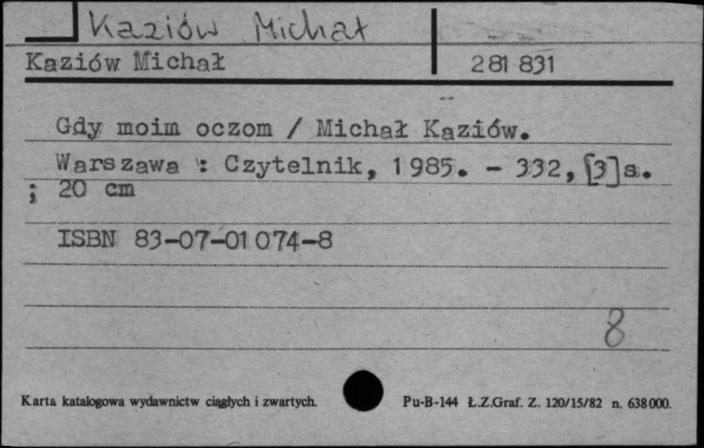 Kaziów Michał
Kaziów Michał 281 831
Gdy moim oczom / Michał Kaziów.
Warszawa : Czytelnik, 1985. - 332, [3] s.
; 20 cm
ISBN 83-07-01074-8
8
Karta katalogowa wydawnictw ciągłych i zwartych. Pu-B-144 Ł.Z.Graf. Z. 120/15/82 n. 638000.